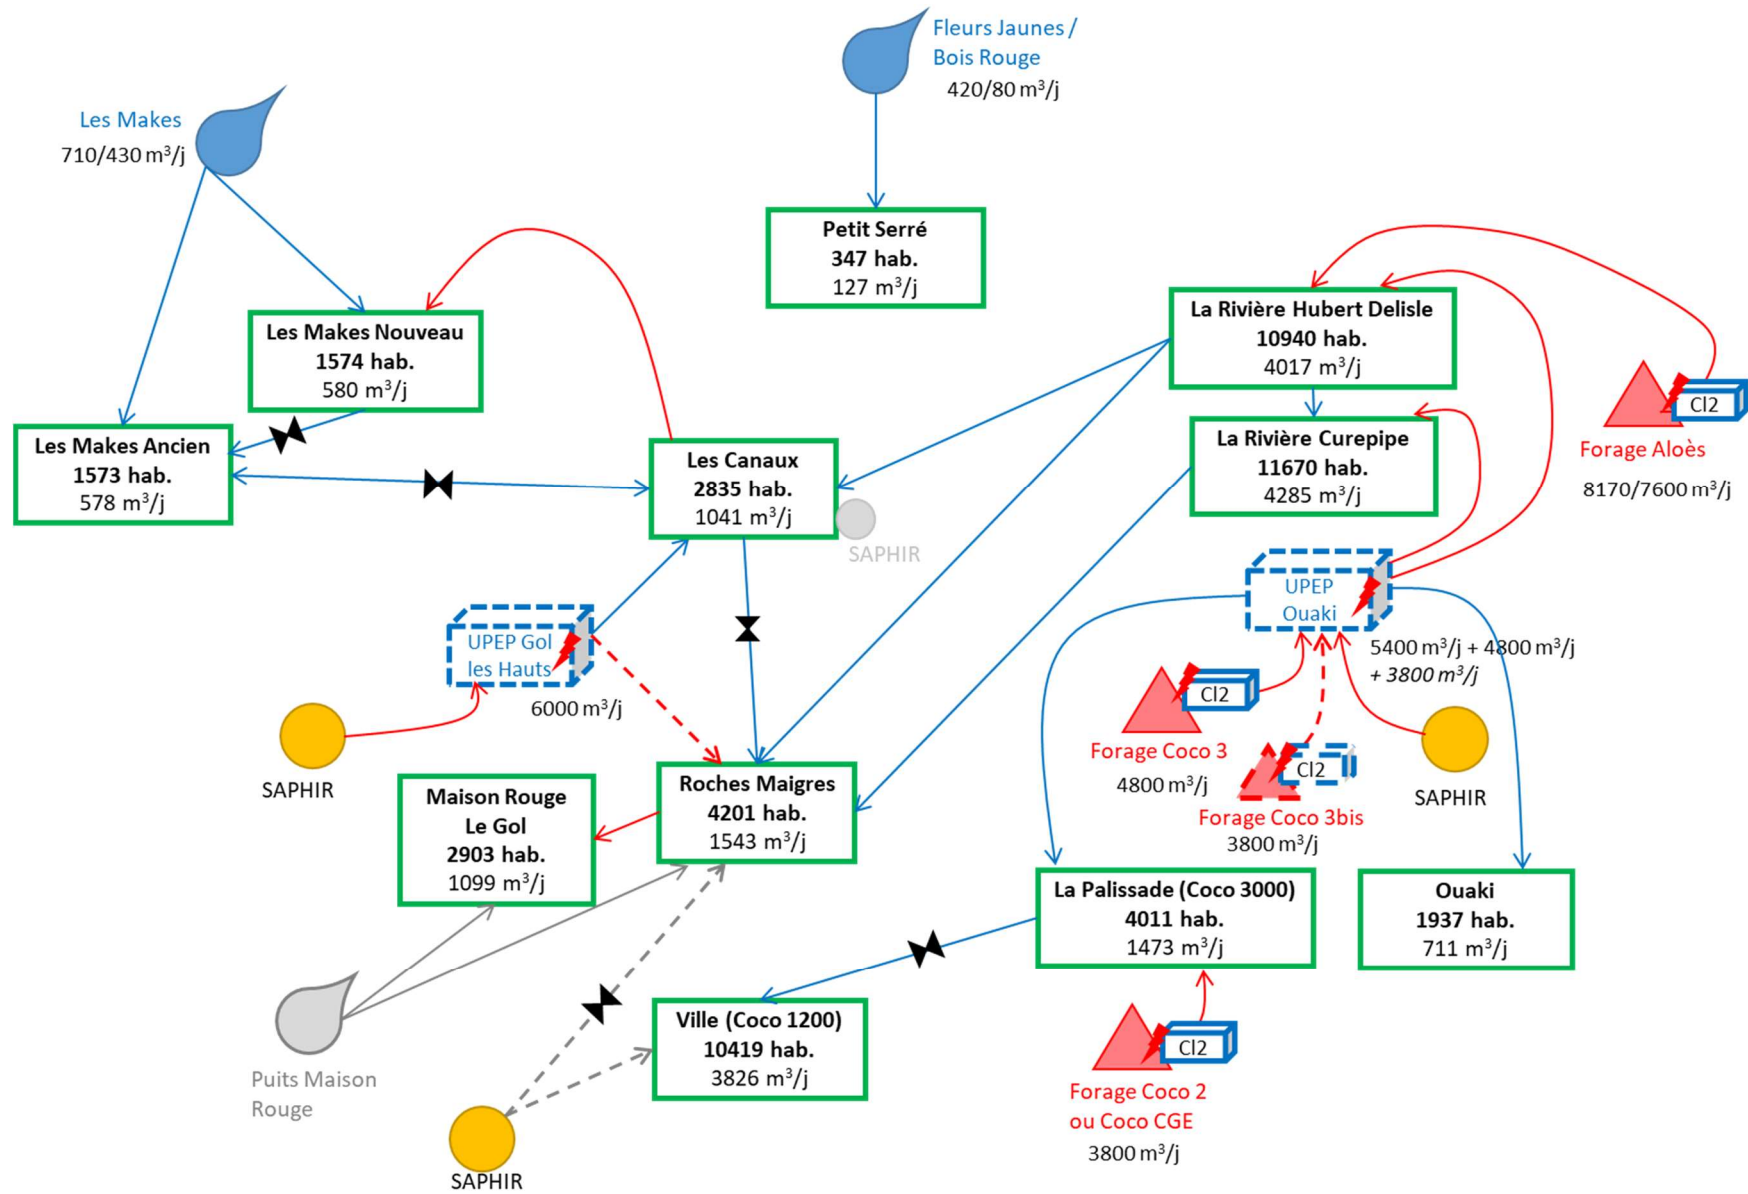 Fleurs Jaunes /
Bois Rouge
420/80 m³/j
Les Makes
710/430 m³/j
Petit Serré
347 hab.
127 m³/j
Les Makes Nouveau
1574 hab.
580 m³/j
La Rivière Hubert Delisle
10940 hab.
4017 m³/j
Cl2
Forage Aloès
8170/7600 m³/j
Les Makes Ancien
1573 hab.
578 m³/j
Les Canaux
2835 hab.
1041 m³/j
SAPHIR
La Rivière Curepipe
11670 hab.
4285 m³/j
UPEP
Ouaki
5400 m³/j + 4800 m³/j
+ 3800 m³/j
UPEP Gol
les Hauts
6000 m³/j
SAPHIR
Cl2
Forage Coco 3
4800 m³/j
Cl2
Forage Coco 3bis
3800 m³/j
SAPHIR
Maison Rouge
Le Gol
2903 hab.
1099 m³/j
Roches Maigres
4201 hab.
1543 m³/j
La Palissade (Coco 3000)
4011 hab.
1473 m³/j
Ouaki
1937 hab.
711 m³/j
Puits Maison
Rouge
Ville (Coco 1200)
10419 hab.
3826 m³/j
Cl2
Forage Coco 2
ou Coco CGE
3800 m³/j
SAPHIR